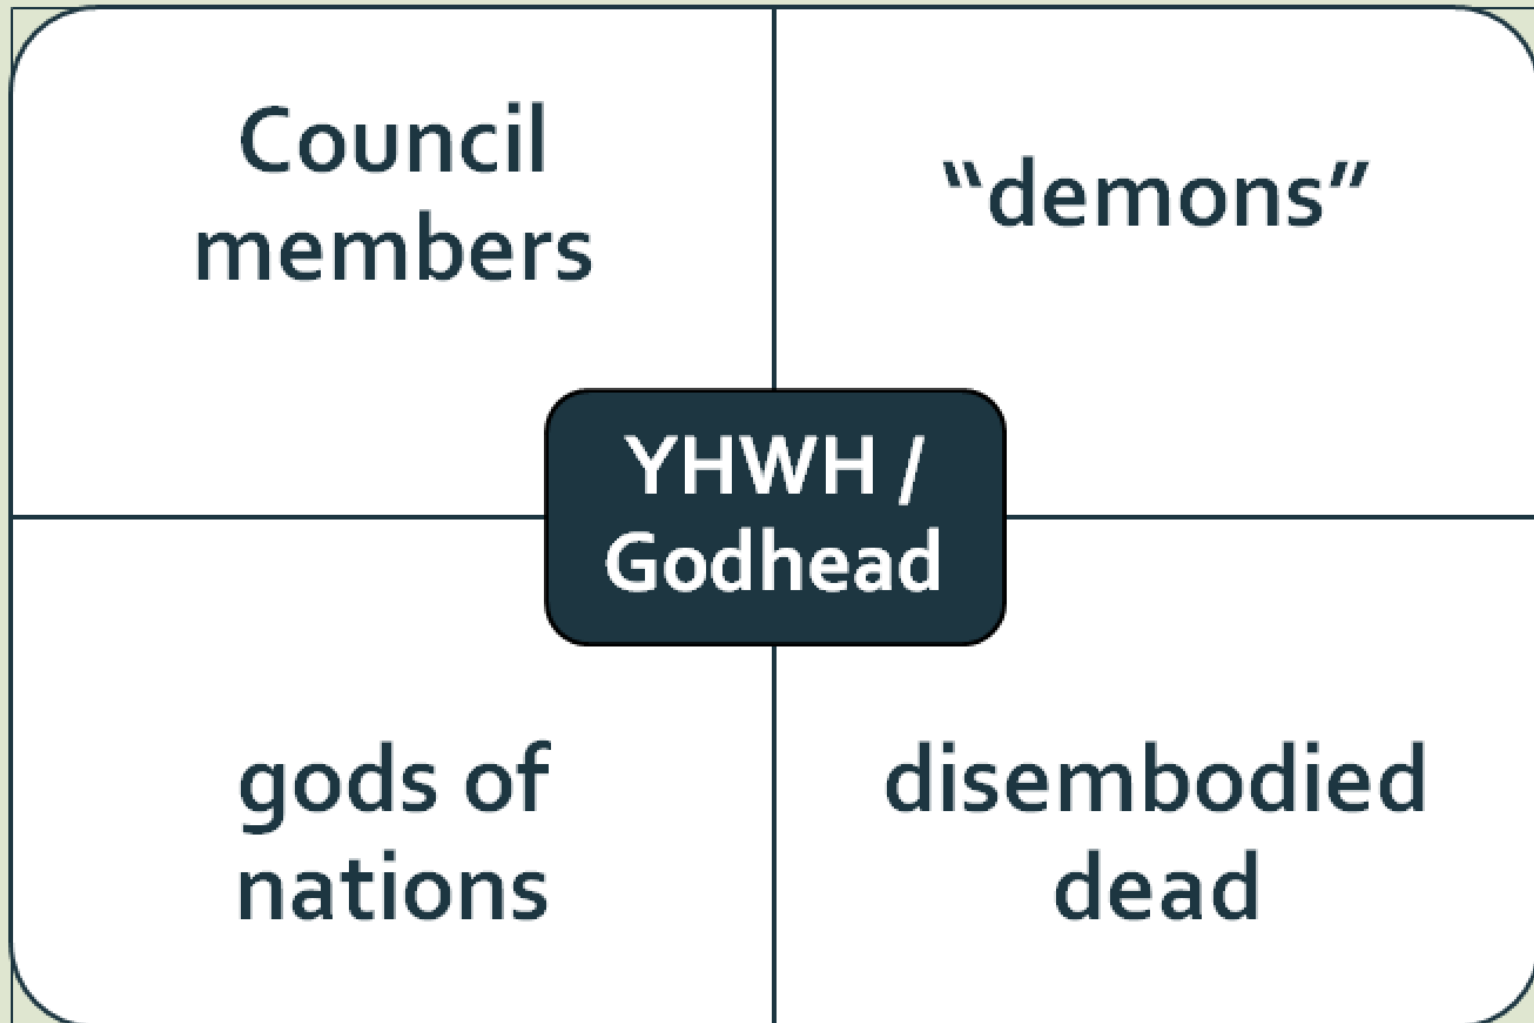 Council
members
“demons”
YHWH /
Godhead
gods of
nations
disembodied
dead